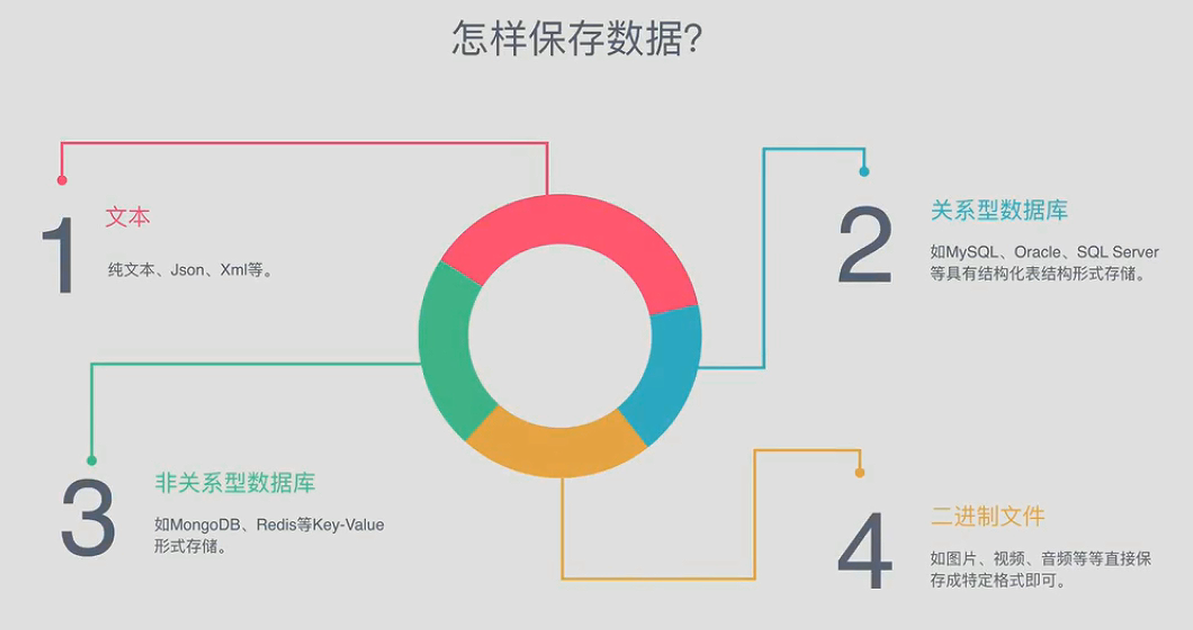 怎样保存数据?
1
文本
纯文本、Json、Xml等。
2
关系型数据库
如MySQL、Oracle、SQL Server
等具有结构化表结构形式存储。
3
非关系型数据库
如MongoDB、Redis等Key-Value
形式存储。
4
二进制文件
如图片、视频、音频等等直接保
存成特定格式即可。